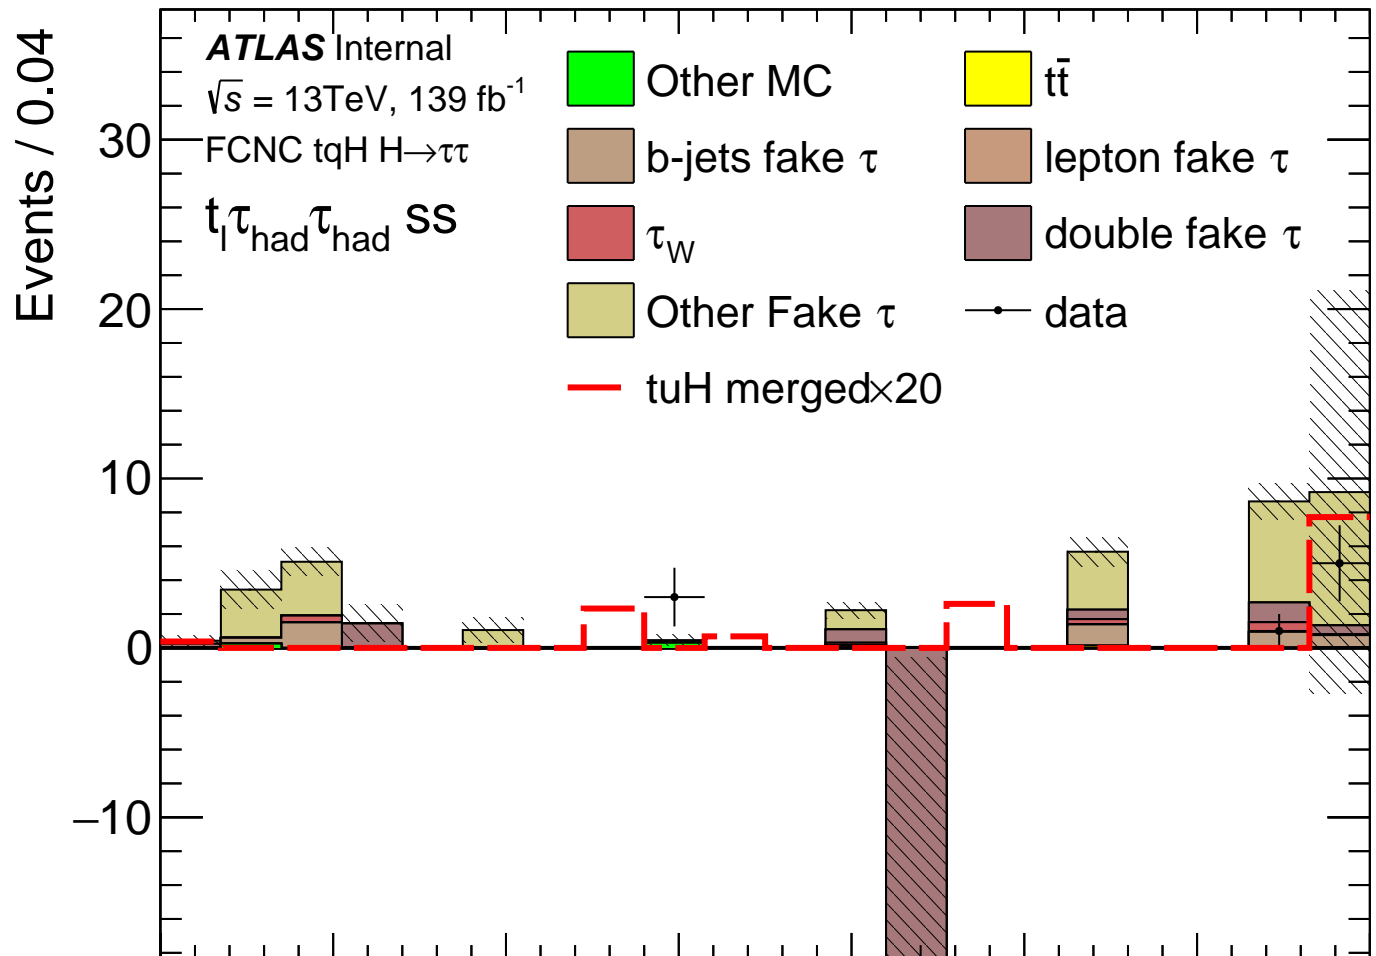 ATLAS Internal
√s = 13TeV, 139 fb⁻¹
FCNC tqH H→ττ
tₗτ_hadτ_had ss
Other MC
tt̄
b-jets fake τ
lepton fake τ
τ_W
double fake τ
Other Fake τ
data
tuH merged×20
Events / 0.04
30
20
10
0
−10